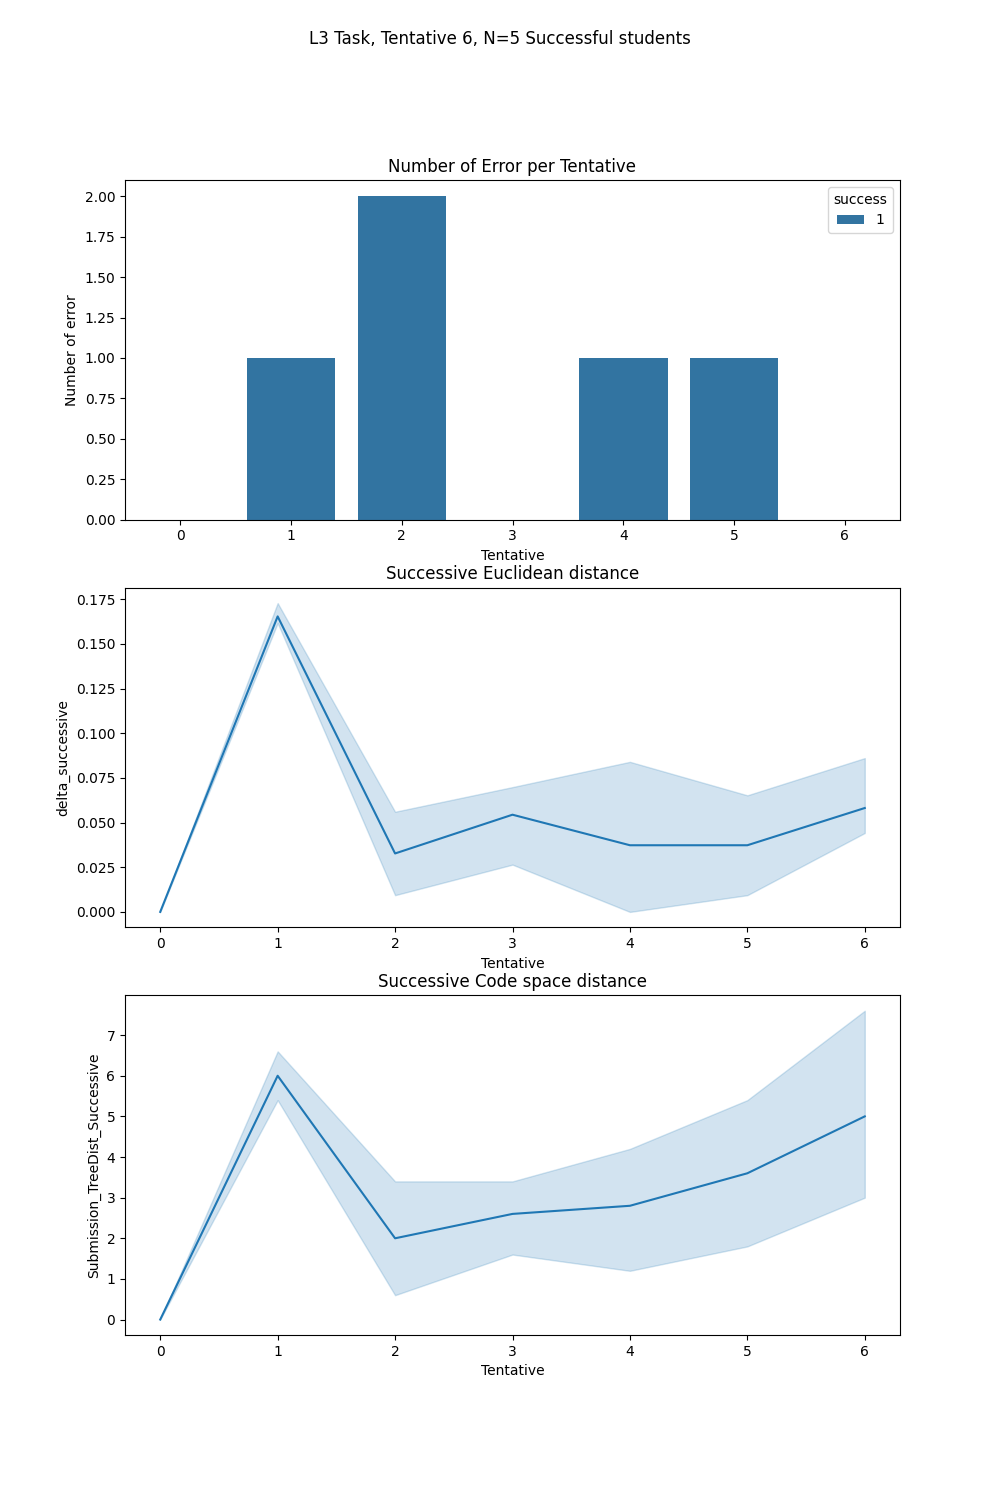 L3 Task, Tentative 6, N=5 Successful students
Number of Error per Tentative
success
1
2.00
1.75
1.50
1.25
1.00
0.75
0.50
0.25
0.00
Number of error
0 1 2 3 4 5 6
Tentative
Successive Euclidean distance
0.175
0.150
0.125
0.100
0.075
0.050
0.025
0.000
delta_successive
0 1 2 3 4 5 6
Tentative
Successive Code space distance
7
6
5
4
3
2
1
0
Submission_TreeDist_Successive
0 1 2 3 4 5 6
Tentative